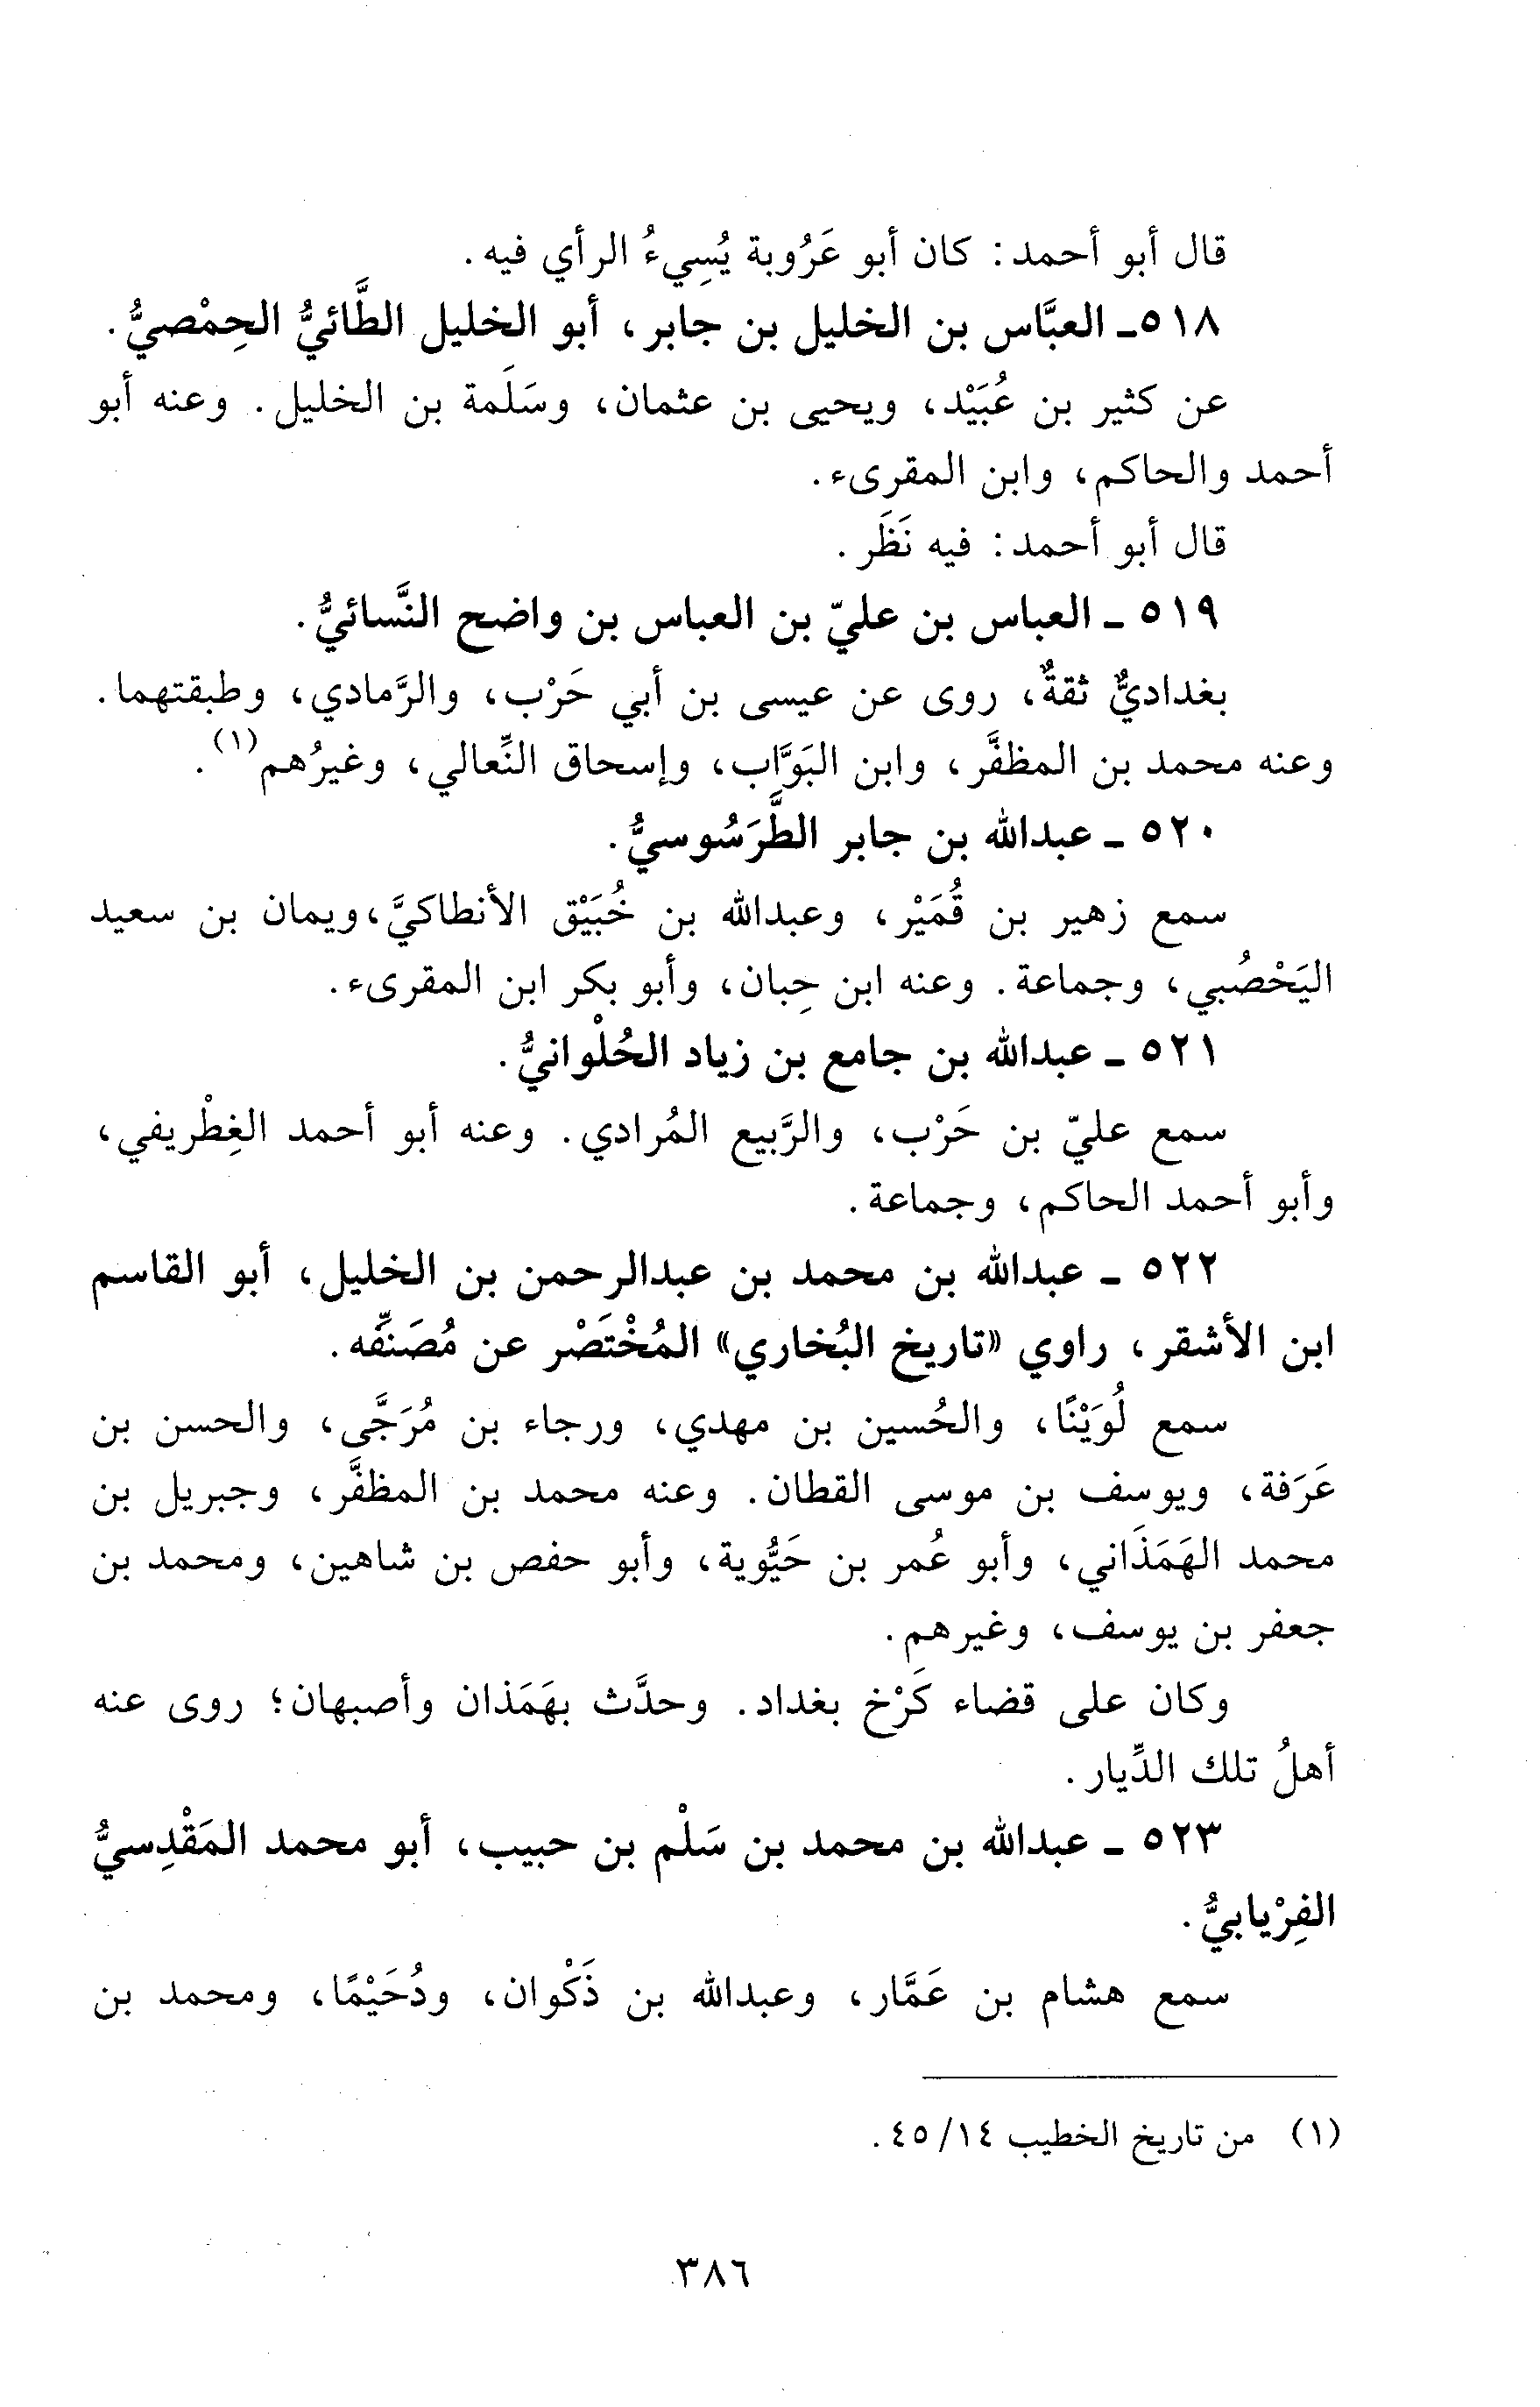 قال أبو أحمد: كان أبو عَرُوبة يُسِيءُ الرأي فيه.
٥١٨ـ العبَّاس بن الخليل بن جابر، أبو الخليل الطَّائيُّ الحِمْصيُّ.
عن كثير بن عُبَيْد، ويحيى بن عثمان، وسَلَمة بن الخليل. وعنه أبو
أحمد والحاكم، وابن المقرىء.
قال أبو أحمد: فيه نَظَر.
٥١٩ ـ العباس بن عليّ بن العباس بن واضح النَّسائيُّ.
بغداديٌّ ثقةٌ، روى عن عيسى بن أبي حَرْب، والرَّمادي، وطبقتهما.
وعنه محمد بن المظفَّر، وابن البَوَّاب، وإسحاق النِّعالي، وغيرُهم(١).
٥٢٠ ـ عبدالله بن جابر الطَّرَسُوسيُّ.
سمع زهير بن قُمَيْر، وعبدالله بن خُبَيْق الأنطاكيَّ، ويمان بن سعيد
اليَحْصُبي، وجماعة. وعنه ابن حِبان، وأبو بكر ابن المقرىء.
٥٢١ ـ عبدالله بن جامع بن زياد الحُلْوانيُّ.
سمع عليّ بن حَرْب، والرَّبيع المُرادي. وعنه أبو أحمد الغِطْريفي،
وأبو أحمد الحاكم، وجماعة.
٥٢٢ ـ عبدالله بن محمد بن عبدالرحمن بن الخليل، أبو القاسم
ابن الأشقر، راوي «تاريخ البُخاري» المُخْتَصْر عن مُصَنِّفه.
سمع لُوَيْنًا، والحُسين بن مهدي، ورجاء بن مُرَجَّى، والحسن بن
عَرَفة، ويوسف بن موسى القطان. وعنه محمد بن المظفَّر، وجبريل بن
محمد الهَمَذَاني، وأبو عُمر بن حَيُّوية، وأبو حفص بن شاهين، ومحمد بن
جعفر بن يوسف، وغيرهم.
وكان على قضاء كَرْخ بغداد. وحدَّث بهَمَذان وأصبهان؛ روى عنه
أهلُ تلك الدِّيار.
٥٢٣ ـ عبدالله بن محمد بن سَلْم بن حبيب، أبو محمد المَقْدِسيُّ
الفِرْيابيُّ.
سمع هشام بن عَمَّار، وعبدالله بن ذَكْوان، ودُحَيْمًا، ومحمد بن
(١) من تاريخ الخطيب ١٤/ ٤٥.
٣٨٦